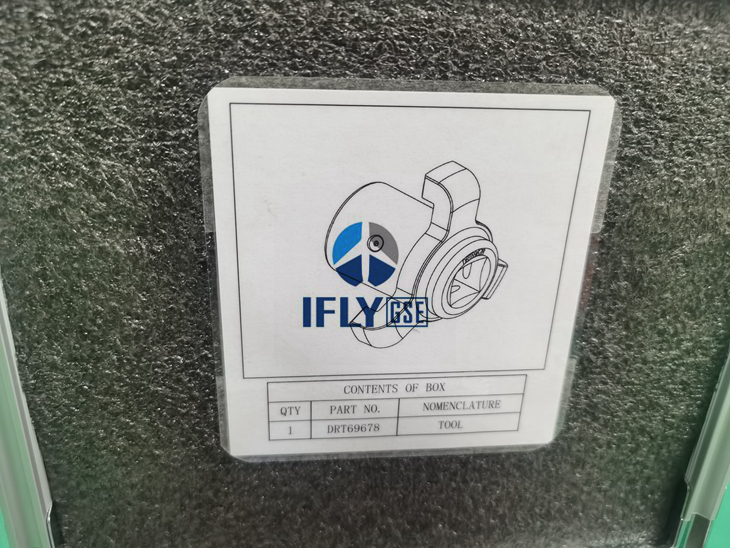 IFLY GSE
CONTENTS OF BOX
QTY PART NO. NOMENCLATURE
1 DRT69678 TOOL